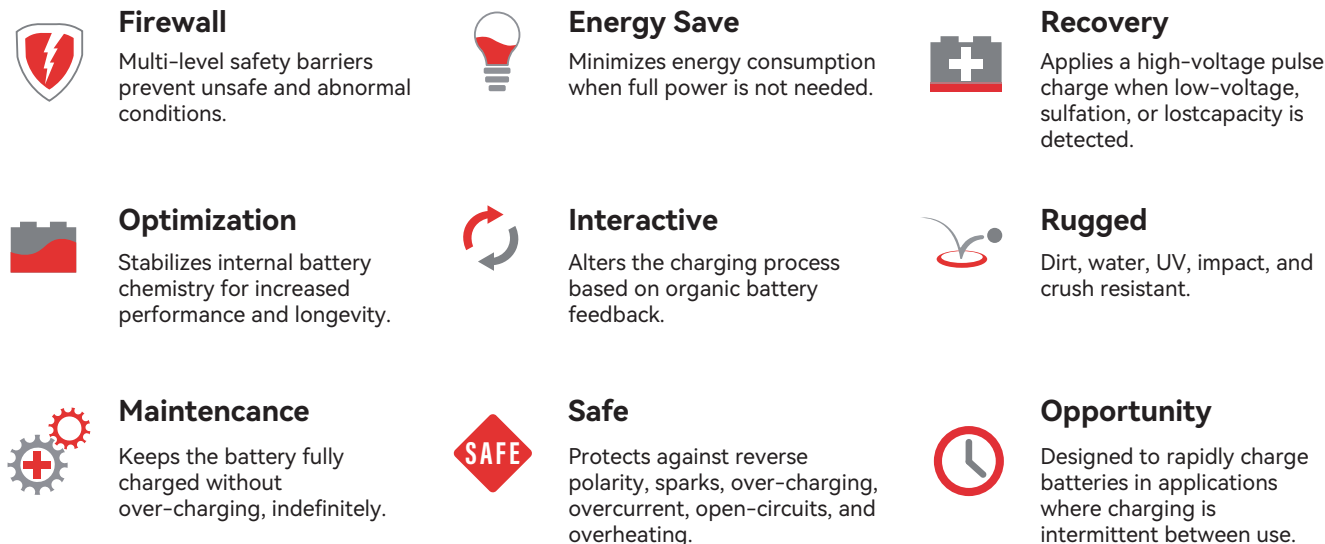 Firewall
Multi-level safety barriers
prevent unsafe and abnormal
conditions.
Energy Save
Minimizes energy consumption
when full power is not needed.
Recovery
Applies a high-voltage pulse
charge when low-voltage,
sulfation, or lostcapacity is
detected.
Optimization
Stabilizes internal battery
chemistry for increased
performance and longevity.
Interactive
Alters the charging process
based on organic battery
feedback.
Rugged
Dirt, water, UV, impact, and
crush resistant.
Maintencance
Keeps the battery fully
charged without
over-charging, indefinitely.
SAFE
Safe
Protects against reverse
polarity, sparks, over-charging,
overcurrent, open-circuits, and
overheating.
Opportunity
Designed to rapidly charge
batteries in applications
where charging is
intermittent between use.